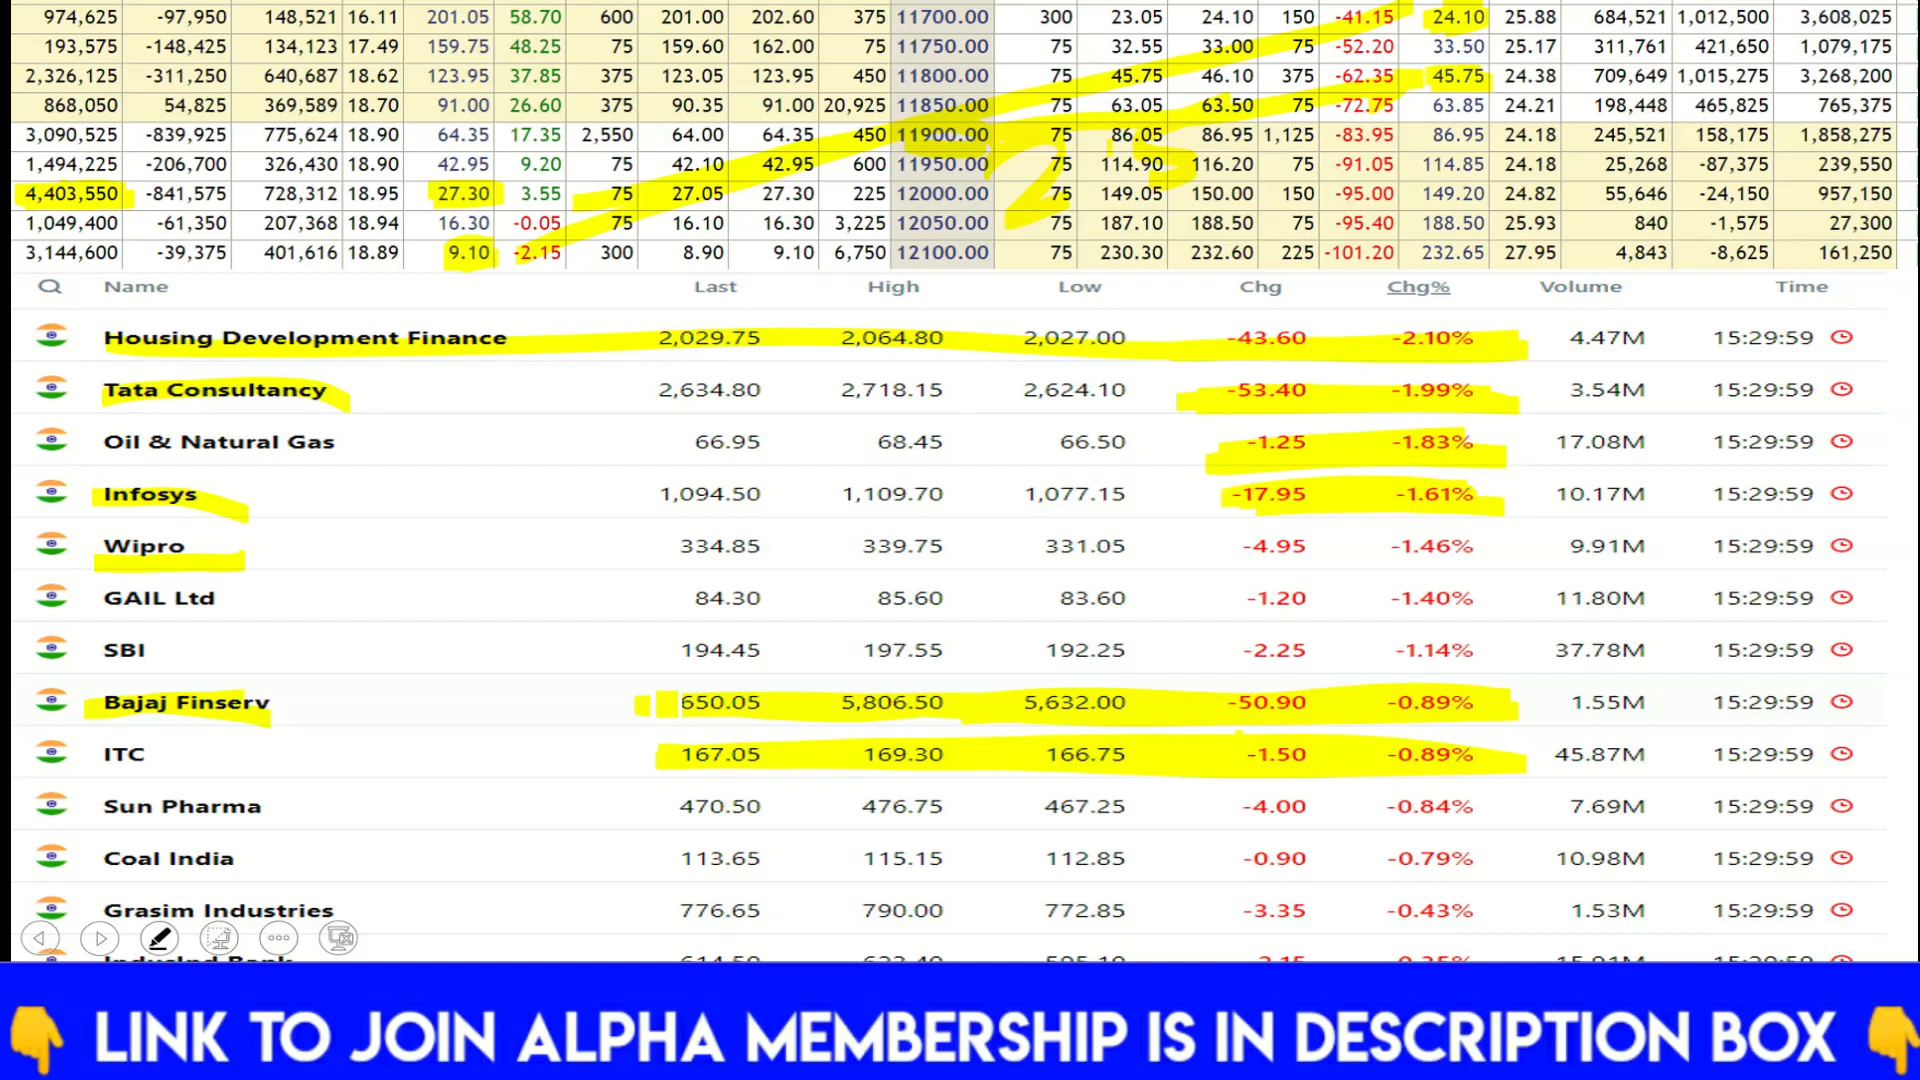 974,625 -97,950 148,521 16.11 201.05 58.70 600 201.00 202.60 375 11700.00 300 23.05 24.10 150 -41.15 24.10 25.88 684,521 1,012,500 3,608,025
193,575 -148,425 134,123 17.49 159.75 48.25 75 159.60 162.00 75 11750.00 75 32.55 33.00 75 -52.20 33.50 25.17 311,761 421,650 1,079,175
2,326,125 -311,250 640,687 18.62 123.95 37.85 375 123.05 123.95 450 11800.00 75 45.75 46.10 375 -62.35 45.75 24.38 709,649 1,015,275 3,268,200
868,050 54,825 369,589 18.70 91.00 26.60 375 90.35 91.00 20,925 11850.00 75 63.05 63.50 75 -72.75 63.85 24.21 198,448 465,825 765,375
3,090,525 -839,925 775,624 18.90 64.35 17.35 2,550 64.00 64.35 450 11900.00 75 86.05 86.95 1,125 -83.95 86.95 24.18 245,521 158,175 1,858,275
1,494,225 -206,700 326,430 18.90 42.95 9.20 75 42.10 42.95 600 11950.00 75 114.90 116.20 75 -91.05 114.85 24.18 25,268 -87,375 239,550
4,403,550 -841,575 728,312 18.95 27.30 3.55 75 27.05 27.30 225 12000.00 75 149.05 150.00 150 -95.00 149.20 24.82 55,646 -24,150 957,150
1,049,400 -61,350 207,368 18.94 16.30 -0.05 75 16.10 16.30 3,225 12050.00 75 187.10 188.50 75 -95.40 188.50 25.93 840 -1,575 27,300
3,144,600 -39,375 401,616 18.89 9.10 -2.15 300 8.90 9.10 6,750 12100.00 75 230.30 232.60 225 -101.20 232.65 27.95 4,843 -8,625 161,250
Name Last High Low Chg Chg% Volume Time
Housing Development Finance 2,029.75 2,064.80 2,027.00 -43.60 -2.10% 4.47M 15:29:59
Tata Consultancy 2,634.80 2,718.15 2,624.10 -53.40 -1.99% 3.54M 15:29:59
Oil & Natural Gas 66.95 68.45 66.50 -1.25 -1.83% 17.08M 15:29:59
Infosys 1,094.50 1,109.70 1,077.15 -17.95 -1.61% 10.17M 15:29:59
Wipro 334.85 339.75 331.05 -4.95 -1.46% 9.91M 15:29:59
GAIL Ltd 84.30 85.60 83.60 -1.20 -1.40% 11.80M 15:29:59
SBI 194.45 197.55 192.25 -2.25 -1.14% 37.78M 15:29:59
Bajaj Finserv 650.05 5,806.50 5,632.00 -50.90 -0.89% 1.55M 15:29:59
ITC 167.05 169.30 166.75 -1.50 -0.89% 45.87M 15:29:59
Sun Pharma 470.50 476.75 467.25 -4.00 -0.84% 7.69M 15:29:59
Coal India 113.65 115.15 112.85 -0.90 -0.79% 10.98M 15:29:59
Grasim Industries 776.65 790.00 772.85 -3.35 -0.43% 1.53M 15:29:59
IndusInd Bank
LINK TO JOIN ALPHA MEMBERSHIP IS IN DESCRIPTION BOX